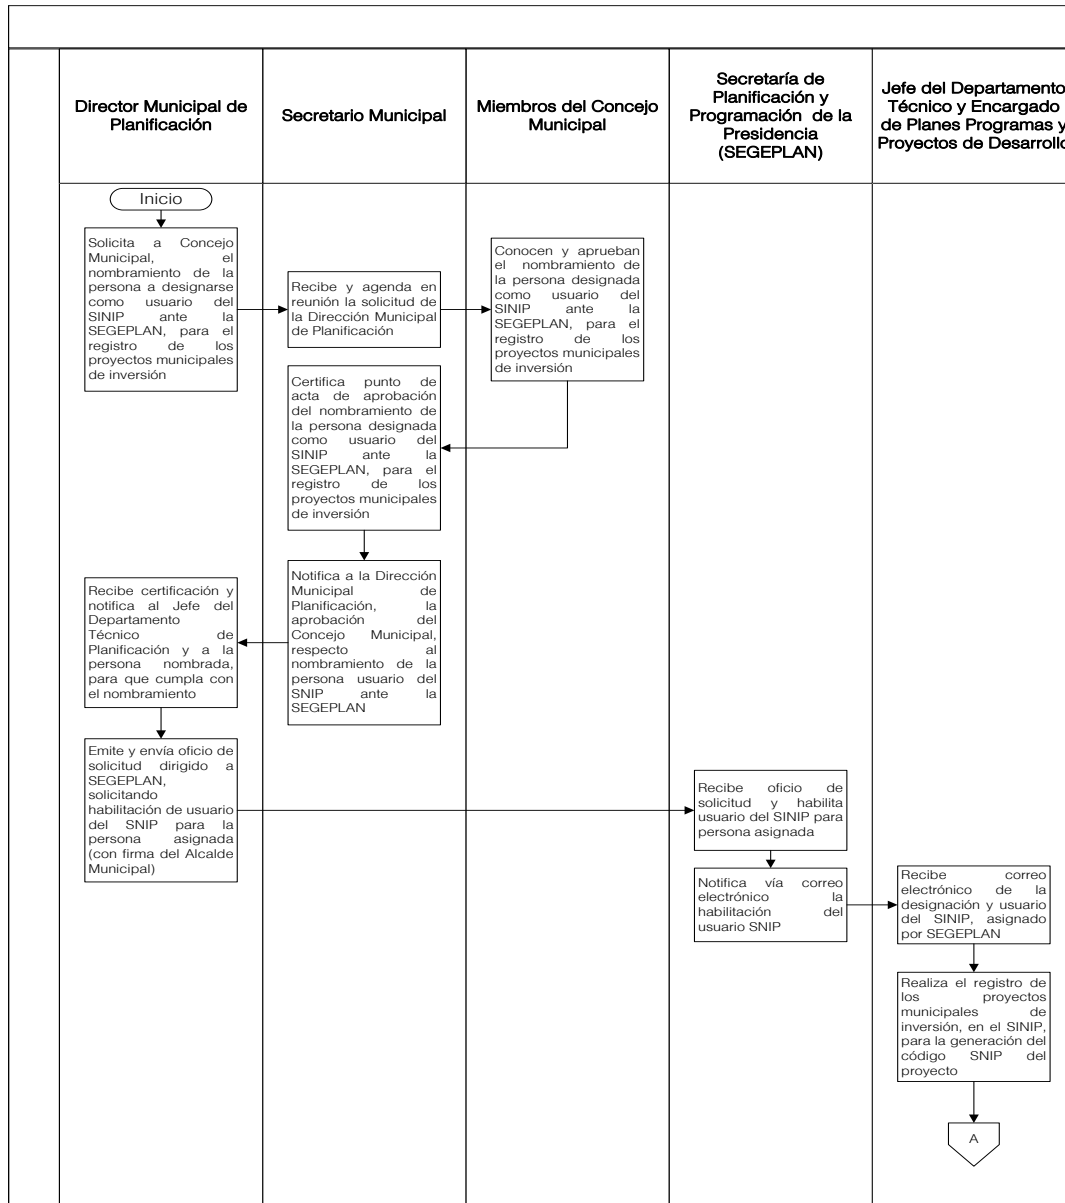 Director Municipal de
Planificación
Secretario Municipal
Miembros del Concejo
Municipal
Secretaría de
Planificación y
Programación de la
Presidencia
(SEGEPLAN)
Jefe del Departamento
Técnico y Encargado
de Planes Programas y
Proyectos de Desarrollo
Inicio
Solicita a Concejo
Municipal, el
nombramiento de la
persona a designarse
como usuario del
SINIP ante la
SEGEPLAN, para el
registro de los
proyectos municipales
de inversión
Recibe y agenda en
reunión la solicitud de
la Dirección Municipal
de Planificación
Conocen y aprueban
el nombramiento de
la persona designada
como usuario del
SINIP ante la
SEGEPLAN, para el
registro de los
proyectos municipales
de inversión
Certifica punto de
acta de aprobación
del nombramiento de
la persona designada
como usuario del
SINIP ante la
SEGEPLAN, para el
registro de los
proyectos municipales
de inversión
Notifica a la Dirección
Municipal de
Planificación, la
aprobación del
Concejo Municipal,
respecto al
nombramiento de la
persona usuario del
SNIP ante la
SEGEPLAN
Recibe certificación y
notifica al Jefe del
Departamento
Técnico de
Planificación y a la
persona nombrada,
para que cumpla con
el nombramiento
Emite y envía oficio de
solicitud dirigido a
SEGEPLAN,
solicitando
habilitación de usuario
del SNIP para la
persona asignada
(con firma del Alcalde
Municipal)
Recibe oficio de
solicitud y habilita
usuario del SINIP para
persona asignada
Notifica vía correo
electrónico la
habilitación del
usuario SNIP
Recibe correo
electrónico de la
designación y usuario
del SINIP, asignado
por SEGEPLAN
Realiza el registro de
los proyectos
municipales de
inversión, en el SINIP,
para la generación del
código SNIP del
proyecto
A